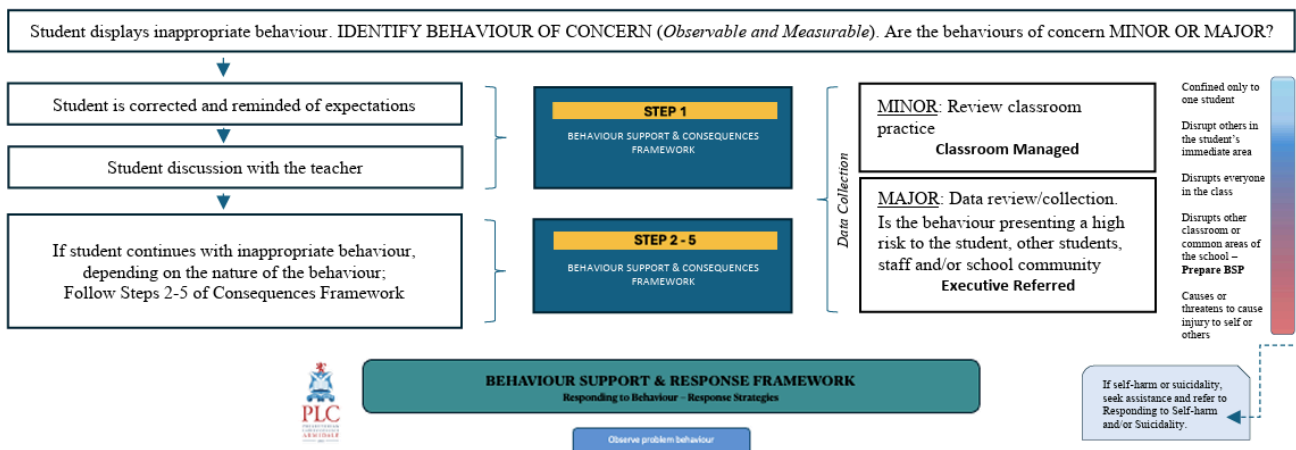 Student displays inappropriate behaviour. IDENTIFY BEHAVIOUR OF CONCERN (Observable and Measurable). Are the behaviours of concern MINOR OR MAJOR?
Student is corrected and reminded of expectations
Student discussion with the teacher
If student continues with inappropriate behaviour,
depending on the nature of the behaviour;
Follow Steps 2-5 of Consequences Framework
STEP 1
BEHAVIOUR SUPPORT & CONSEQUENCES
FRAMEWORK
STEP 2 - 5
BEHAVIOUR SUPPORT & CONSEQUENCES
FRAMEWORK
Data Collection
MINOR: Review classroom
practice
Classroom Managed
MAJOR: Data review/collection.
Is the behaviour presenting a high
risk to the student, other students,
staff and/or school community
Executive Referred
Confined only to
one student
Disrupt others in
the student's
immediate area
Disrupts everyone
in the class
Disrupts other
classroom or
common areas of
the school –
Prepare BSP
Causes or
threatens to cause
injury to self or
others
If self-harm or suicidality,
seek assistance and refer to
Responding to Self-harm
and/or Suicidality.
PLC
ARMIDALE
BEHAVIOUR SUPPORT & RESPONSE FRAMEWORK
Responding to Behaviour – Response Strategies
Observe problem behaviour